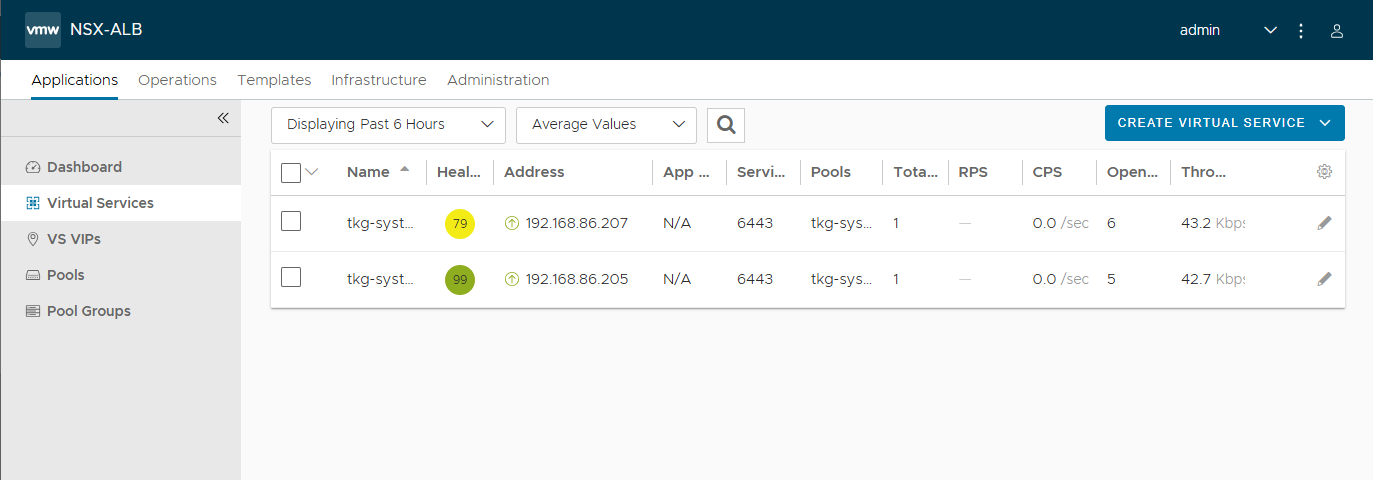 vmw NSX-ALB admin
Applications Operations Templates Infrastructure Administration
Displaying Past 6 Hours Average Values CREATE VIRTUAL SERVICE
Dashboard
Virtual Services
VS VIPs
Pools
Pool Groups
Name Heal... Address App ... Servi... Pools Tota... RPS CPS Open... Thro...
tkg-syst... 79 192.168.86.207 N/A 6443 tkg-sys... 1 — 0.0 /sec 6 43.2 Kbps
tkg-syst... 99 192.168.86.205 N/A 6443 tkg-sys... 1 — 0.0 /sec 5 42.7 Kbps